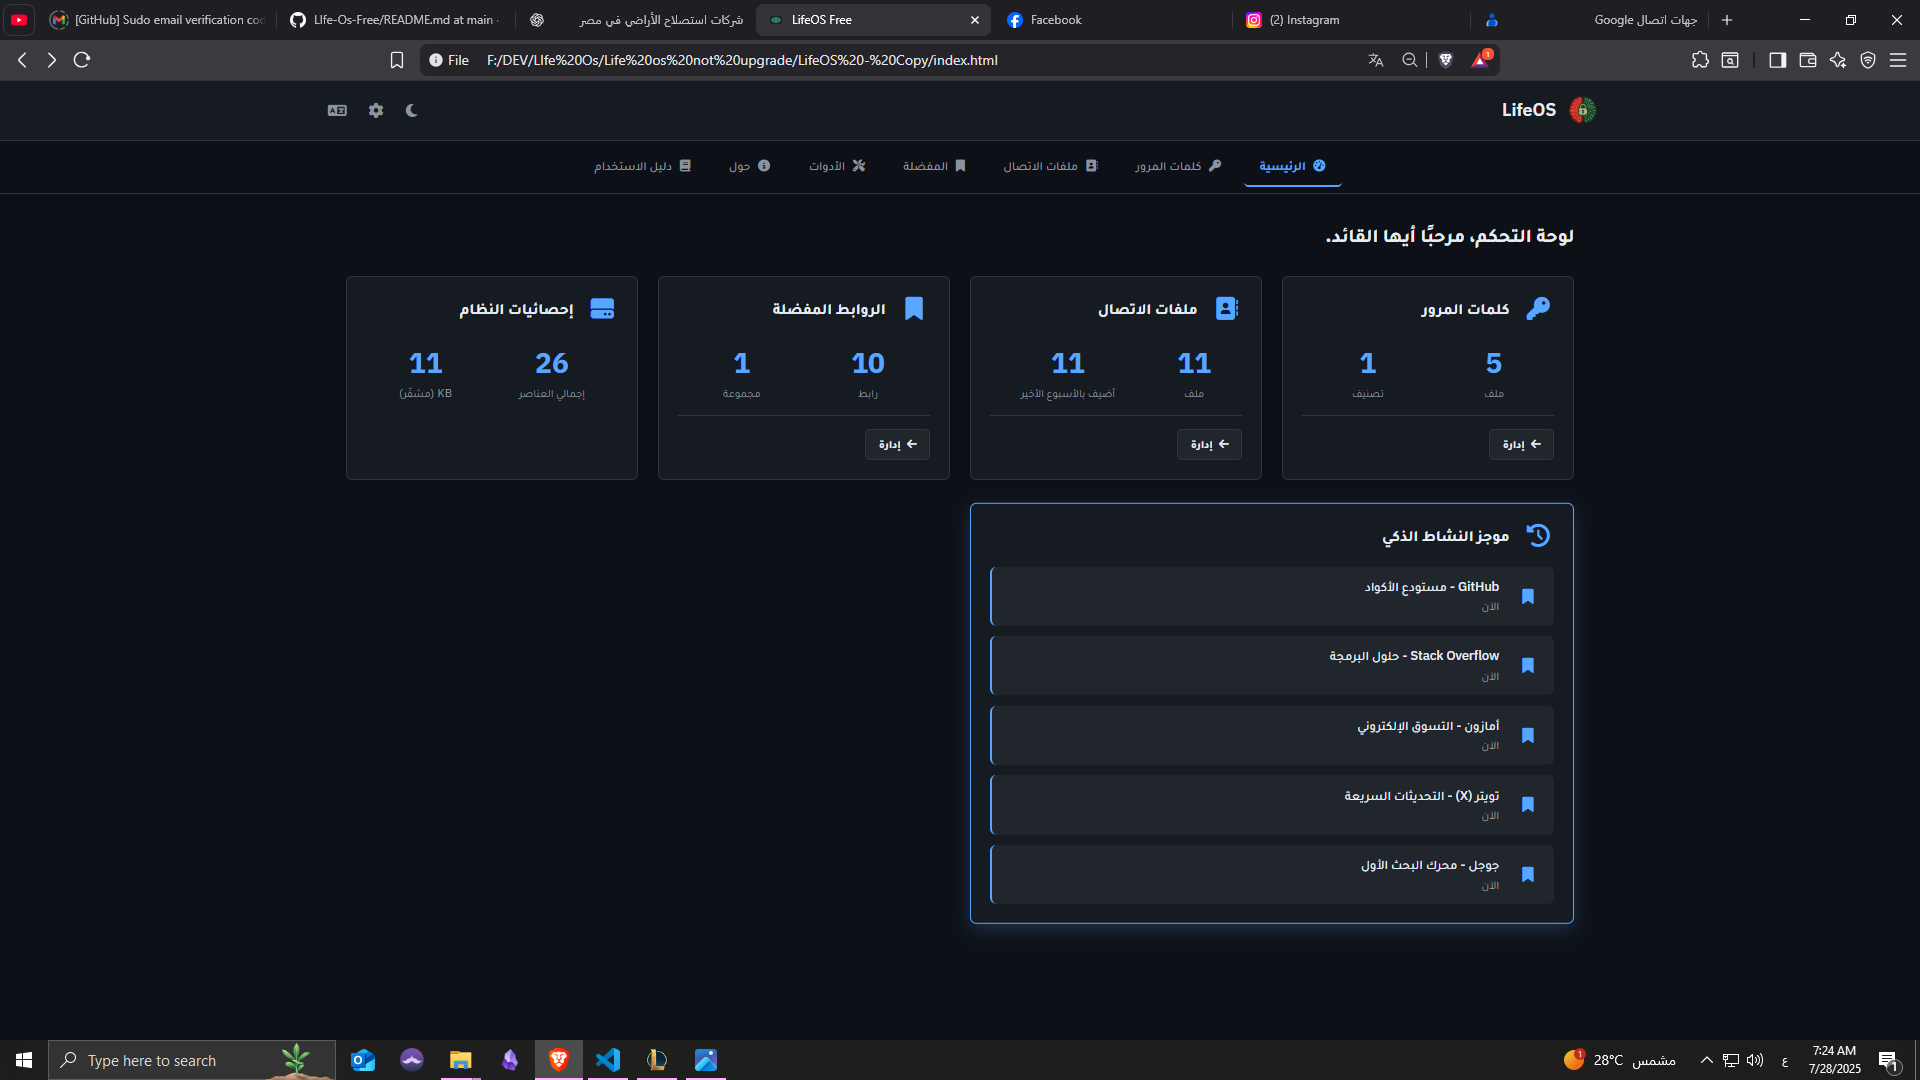 [GitHub] Sudo email verification cod
LIfe-Os-Free/README.md at main
شركات استصلاح الأراضي في مصر
LifeOS Free
Facebook
(2) Instagram
جهات اتصال Google
File
F:/DEV/LIfe%20Os/Life%20os%20not%20upgrade/LifeOS%20-%20Copy/index.html
1
LifeOS
الرئيسية
كلمات المرور
ملفات الاتصال
المفضلة
الأدوات
حول
دليل الاستخدام
لوحة التحكم، مرحبًا أيها القائد.
كلمات المرور
5
ملف
1
تصنيف
إدارة
ملفات الاتصال
11
ملف
11
أضيف بالأسبوع الأخير
إدارة
الروابط المفضلة
10
رابط
1
مجموعة
إدارة
إحصائيات النظام
26
إجمالي العناصر
11
KB (مشفّر)
موجز النشاط الذكي
GitHub - مستودع الأكواد
الآن
Stack Overflow - حلول البرمجة
الآن
أمازون - التسوق الإلكتروني
الآن
تويتر (X) - التحديثات السريعة
الآن
جوجل - محرك البحث الأول
الآن
Type here to search
1
28°C مشمس
ع
7:24 AM
7/28/2025
1